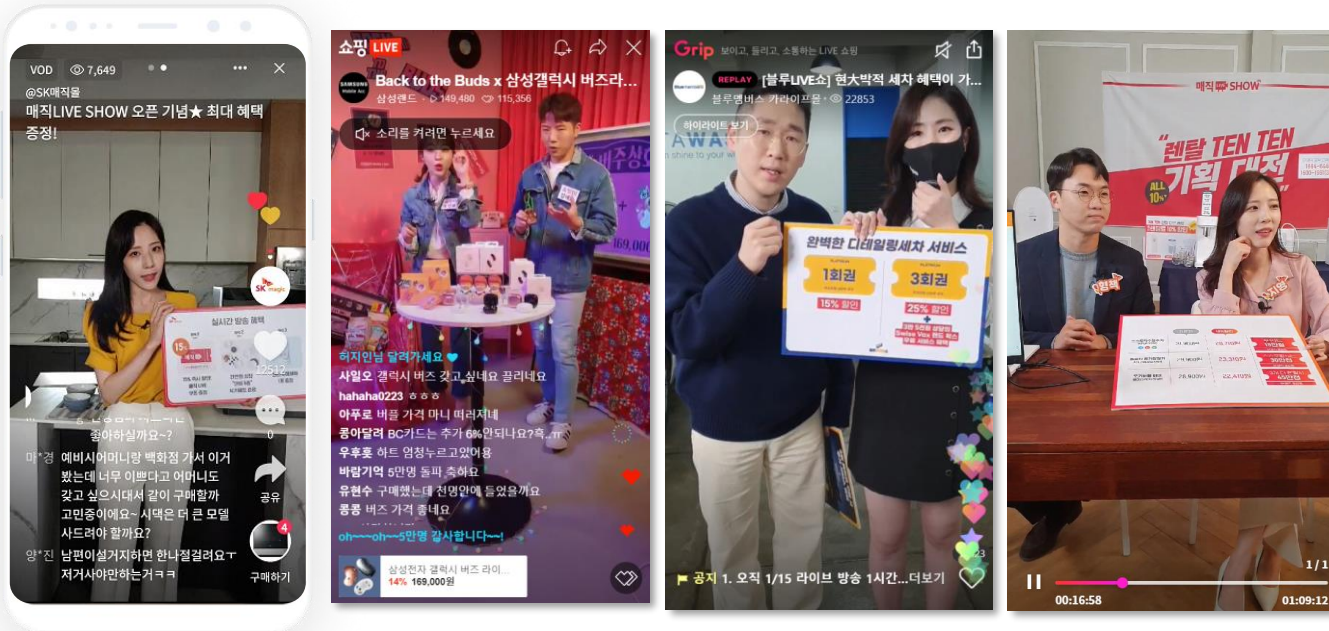 VOD 7,649
@SK매직몰
매직LIVE SHOW 오픈 기념★ 최대 혜택
증정!
SK magic
실시간 방송 혜택
15%
12512
좋아하실까요~?
0
마*경 예비시어머니랑 백화점 가서 이거
봤는데 너무 이쁘다고 어머니도
갖고 싶으시대서 같이 구매할까
고민중이에요~ 시댁은 더 큰 모델
사드려야 할까요?
공유
4
양*진 남편이설거지하면 한나절걸려요ㅜ
저거사야만하는거ㅋㅋ
구매하기
쇼핑 LIVE
Back to the Buds x 삼성갤럭시 버즈라...
삼성랜드 · 149,480 115,356
소리를 켜려면 누르세요
169,000
허지인님 달려가세요
사일오 갤럭시 버즈 갖고 싶네요 끌리네요
hahaha0223 ㅎㅎㅎ
아푸로 버플 가격 마니 떠러지네
콩아달려 BC카드는 추가 6%안되나요?흑..ㅠ
우후훗 하트 엄청누르고있어용
바람기억 5만명 돌파 축하요
유현수 구매했는데 천명안에 들었을까요
콩콩 버즈 가격 좋네요
oh~~~oh~~5만명 감사합니다~~!
삼성전자 갤럭시 버즈 라이...
14% 169,000원
Grip 보이고, 들리고, 소통하는 LIVE 쇼핑
REPLAY [블루LIVE쇼] 현大박적 세차 혜택이 가...
블루멤버스 카라이프몰 · 22853
하이라이트 보기
완벽한 디테일링세차 서비스
1회권
15% 할인
3회권
25% 할인
+
공지 1. 오직 1/15 라이브 방송 1시간...더보기
매직 SHOW
“렌탈 TEN TEN
기획 대전”
ALL
10%
1/1
00:16:58
01:09:12